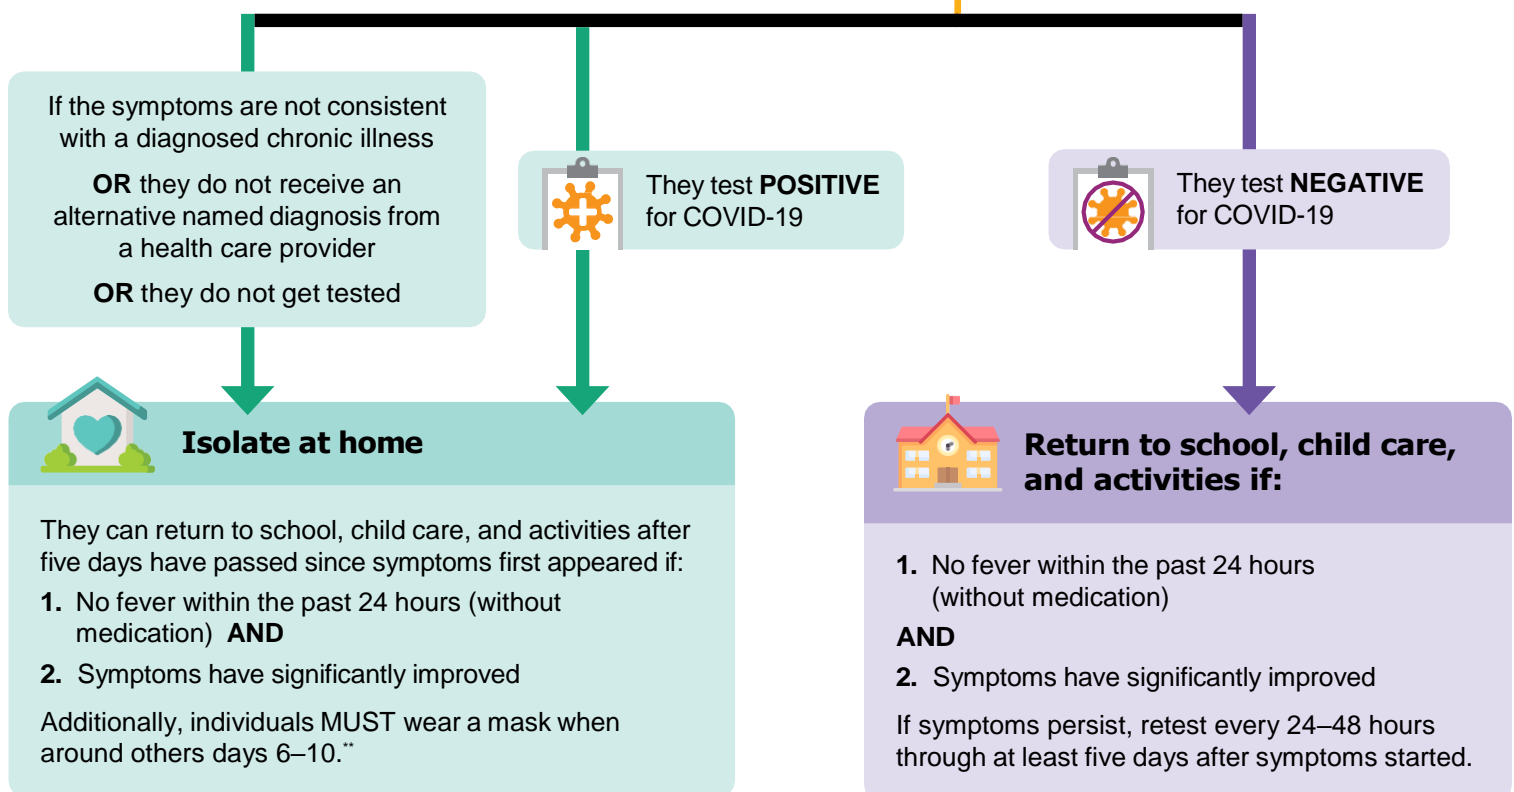 If the symptoms are not consistent
with a diagnosed chronic illness
OR they do not receive an
alternative named diagnosis from
a health care provider
OR they do not get tested
They test POSITIVE
for COVID-19
They test NEGATIVE
for COVID-19
Isolate at home
They can return to school, child care, and activities after
five days have passed since symptoms first appeared if:
1. No fever within the past 24 hours (without
medication) AND
2. Symptoms have significantly improved
Additionally, individuals MUST wear a mask when
around others days 6–10.**
Return to school, child care,
and activities if:
1. No fever within the past 24 hours
(without medication)
AND
2. Symptoms have significantly improved
If symptoms persist, retest every 24–48 hours
through at least five days after symptoms started.